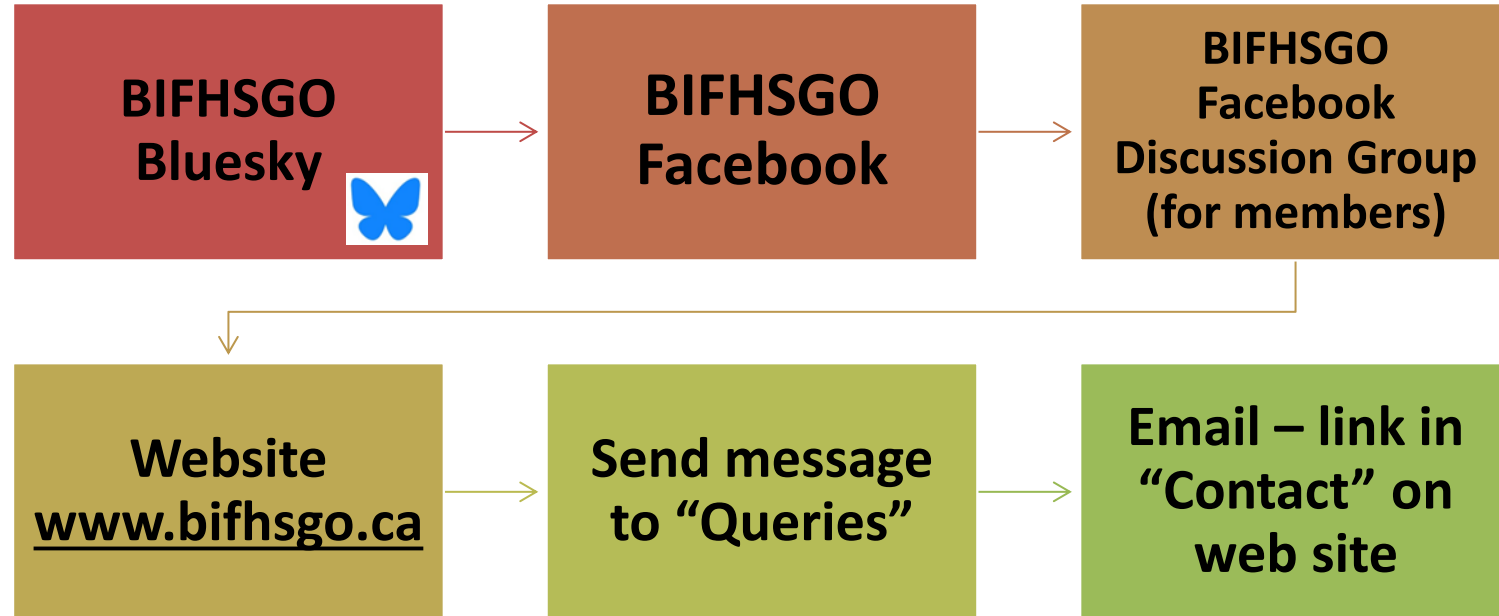 BIFHSGO
Bluesky
BIFHSGO
Facebook
BIFHSGO
Facebook
Discussion Group
(for members)
Website
www.bifhsgo.ca
Send message
to “Queries”
Email – link in
“Contact” on
web site